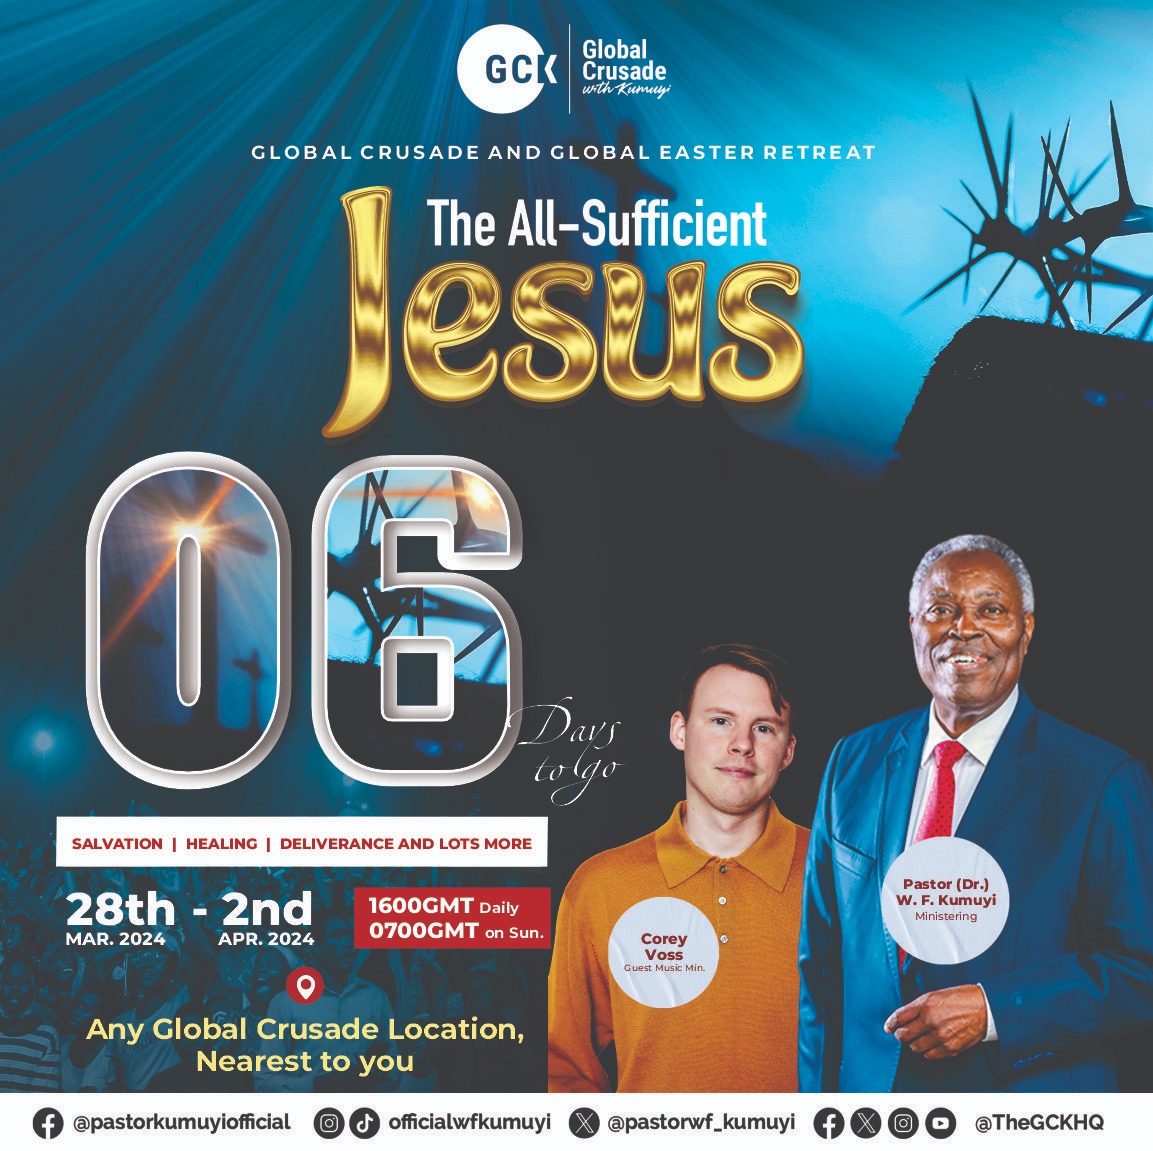 GCK
Global
Crusade
with Kumuyi
GLOBAL CRUSADE AND GLOBAL EASTER RETREAT
The All-Sufficient
Jesus
06
Days
to go
SALVATION | HEALING | DELIVERANCE AND LOTS MORE
28th - 2nd
MAR. 2024 APR. 2024
1600GMT Daily
0700GMT on Sun.
Any Global Crusade Location,
Nearest to you
Corey
Voss
Guest Music Min.
Pastor (Dr.)
W. F. Kumuyi
Ministering
@pastorkumuyiofficial officialwfkumuyi @pastorwf_kumuyi @TheGCKHQ